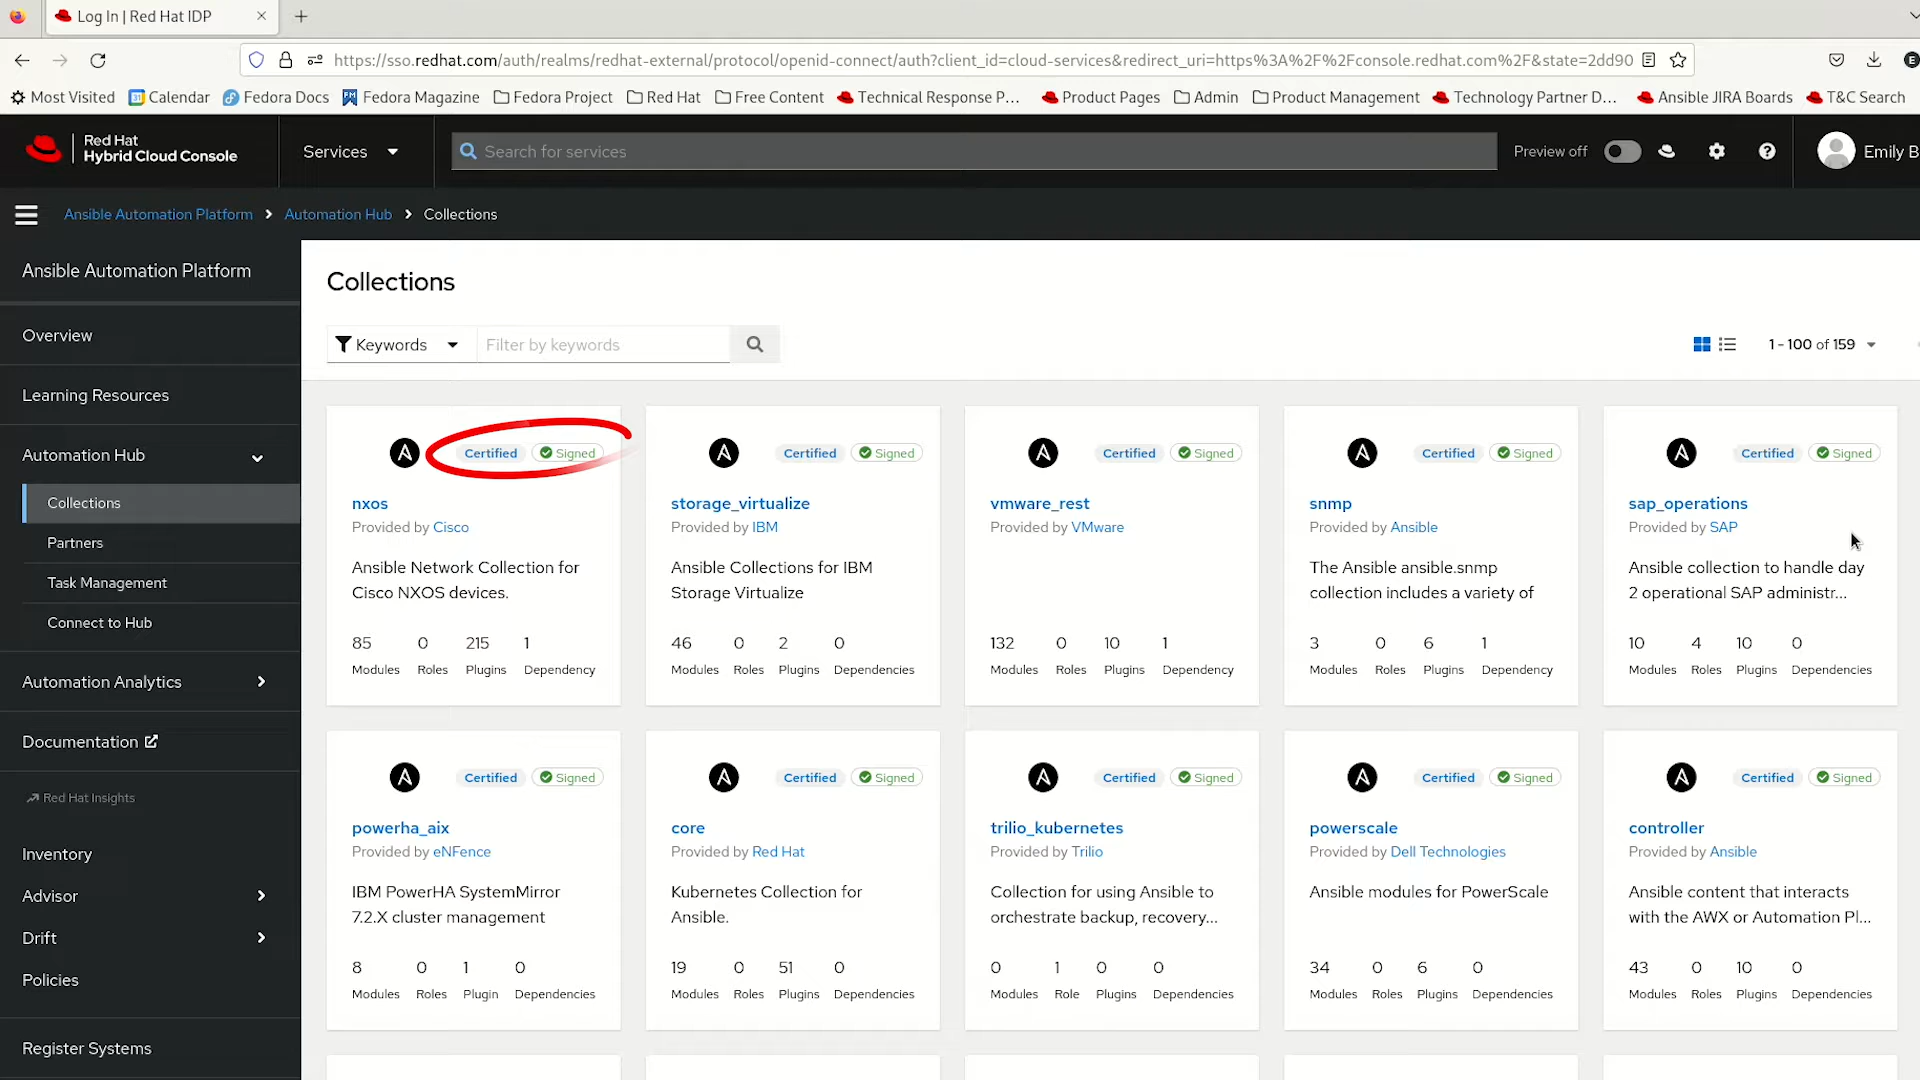 Log In | Red Hat IDP
https://sso.redhat.com/auth/realms/redhat-external/protocol/openid-connect/auth?client_id=cloud-services&redirect_uri=https%3A%2F%2Fconsole.redhat.com%2F&state=2dd90
E
Most Visited Calendar Fedora Docs Fedora Magazine Fedora Project Red Hat Free Content Technical Response P... Product Pages Admin Product Management Technology Partner D... Ansible JIRA Boards T&C Search
Red Hat
Hybrid Cloud Console
Services
Search for services
Preview off
Emily B
Ansible Automation Platform > Automation Hub > Collections
Ansible Automation Platform
Overview
Learning Resources
Automation Hub
Collections
Partners
Task Management
Connect to Hub
Automation Analytics
Documentation
Red Hat Insights
Inventory
Advisor
Drift
Policies
Register Systems
Collections
Keywords
Filter by keywords
1 - 100 of 159
Certified Signed
nxos
Provided by Cisco
Ansible Network Collection for
Cisco NXOS devices.
85 0 215 1
Modules Roles Plugins Dependency
Certified Signed
storage_virtualize
Provided by IBM
Ansible Collections for IBM
Storage Virtualize
46 0 2 0
Modules Roles Plugins Dependencies
Certified Signed
vmware_rest
Provided by VMware
132 0 10 1
Modules Roles Plugins Dependency
Certified Signed
snmp
Provided by Ansible
The Ansible ansible.snmp
collection includes a variety of
3 0 6 1
Modules Roles Plugins Dependency
Certified Signed
sap_operations
Provided by SAP
Ansible collection to handle day
2 operational SAP administr...
10 4 10 0
Modules Roles Plugins Dependencies
Certified Signed
powerha_aix
Provided by eNFence
IBM PowerHA SystemMirror
7.2.X cluster management
8 0 1 0
Modules Roles Plugin Dependencies
Certified Signed
core
Provided by Red Hat
Kubernetes Collection for
Ansible.
19 0 51 0
Modules Roles Plugins Dependencies
Certified Signed
trilio_kubernetes
Provided by Trilio
Collection for using Ansible to
orchestrate backup, recovery...
0 1 0 0
Modules Role Plugins Dependencies
Certified Signed
powerscale
Provided by Dell Technologies
Ansible modules for PowerScale
34 0 6 0
Modules Roles Plugins Dependencies
Certified Signed
controller
Provided by Ansible
Ansible content that interacts
with the AWX or Automation Pl...
43 0 10 0
Modules Roles Plugins Dependencies